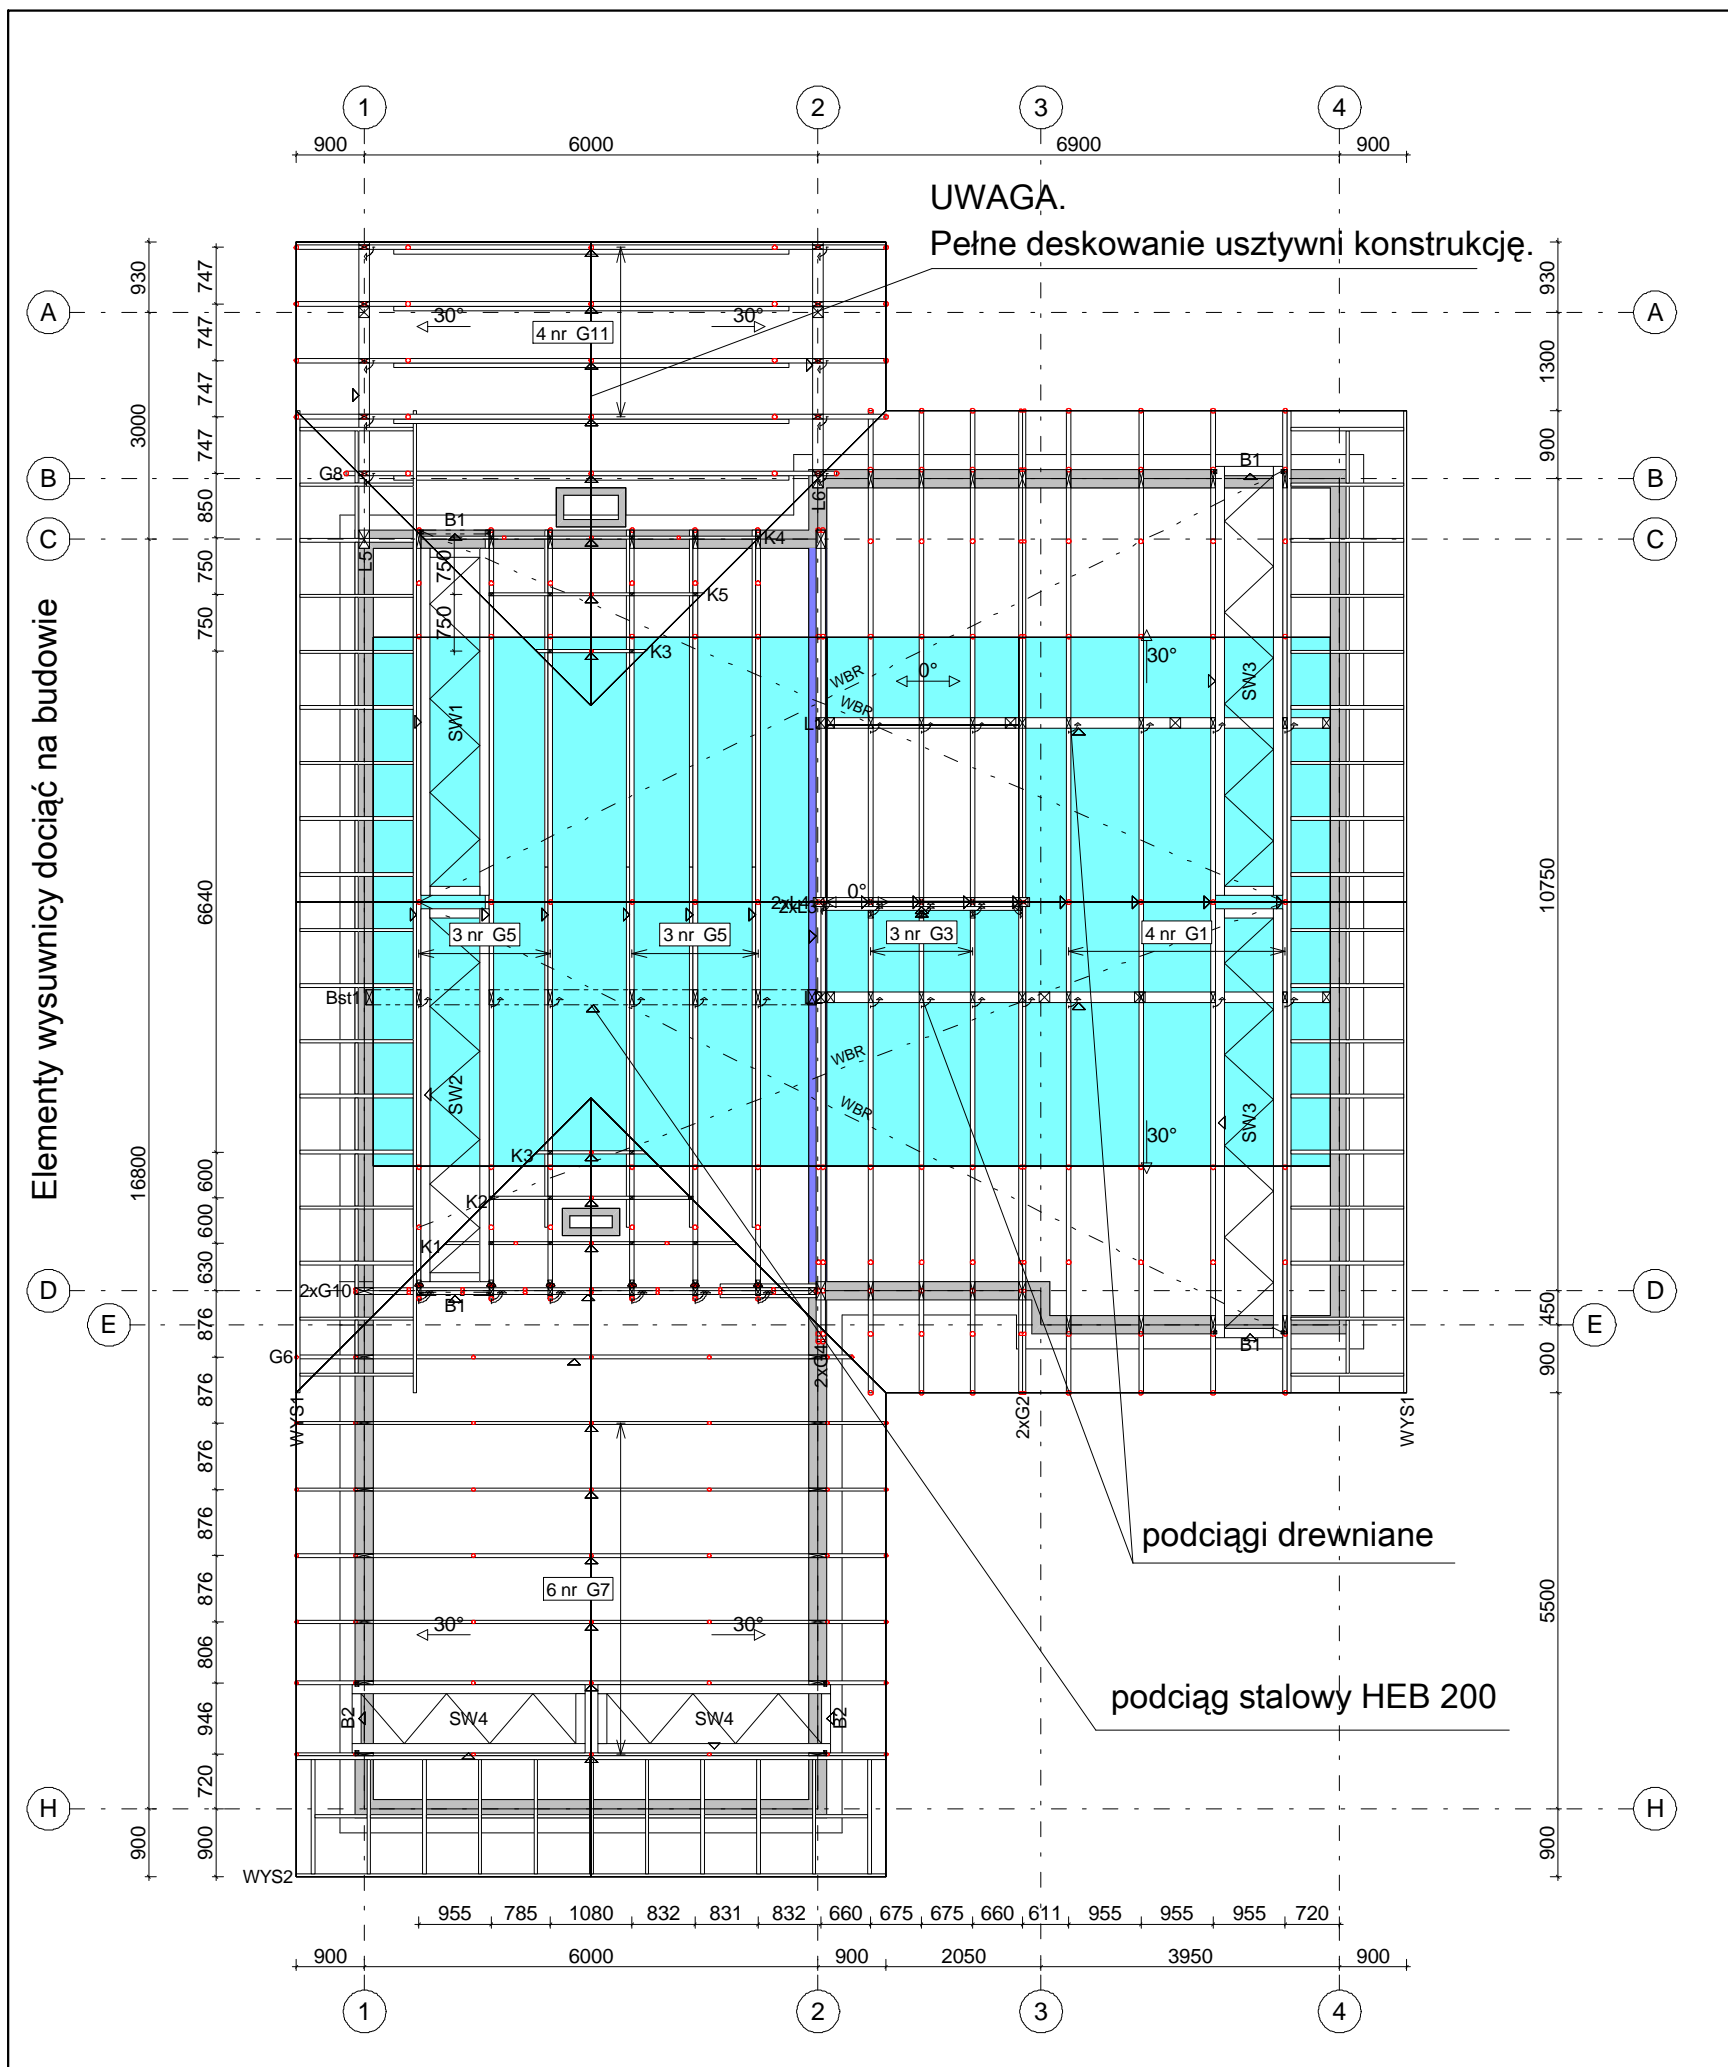 1
2
3
4
900
6000
6900
900
UWAGA.
Pełne deskowanie usztywni konstrukcję.
930
747
930
A
A
30°
30°
4 nr G11
747
1300
747
3000
747
900
G8
B
B
B1
L6
850
B1
C
C
K4
L5
750
750
K5
750
750
K3
30°
0°
WBR
WBR
SW1
SW3
L
Elementy wysuwnicy dociąć na budowie
6640
10750
0°
3 nr G5
3 nr G5
3 nr G3
4 nr G1
Bst1
WBR
SW2
SW3
WBR
30°
K3
16800
600
K2
600
K1
630
2xG10
D
D
B1
B1
E
E
450
876
G6
2xG4
900
876
WYS1
2xG2
WYS1
876
876
podciągi drewniane
876
6 nr G7
5500
30°
30°
806
podciąg stalowy HEB 200
946
B2
SW4
SW4
B2
720
H
H
900
900
900
WYS2
955
785
1080
832
831
832
660
675
675
660
611
955
955
955
720
900
6000
900
2050
3950
900
1
2
3
4